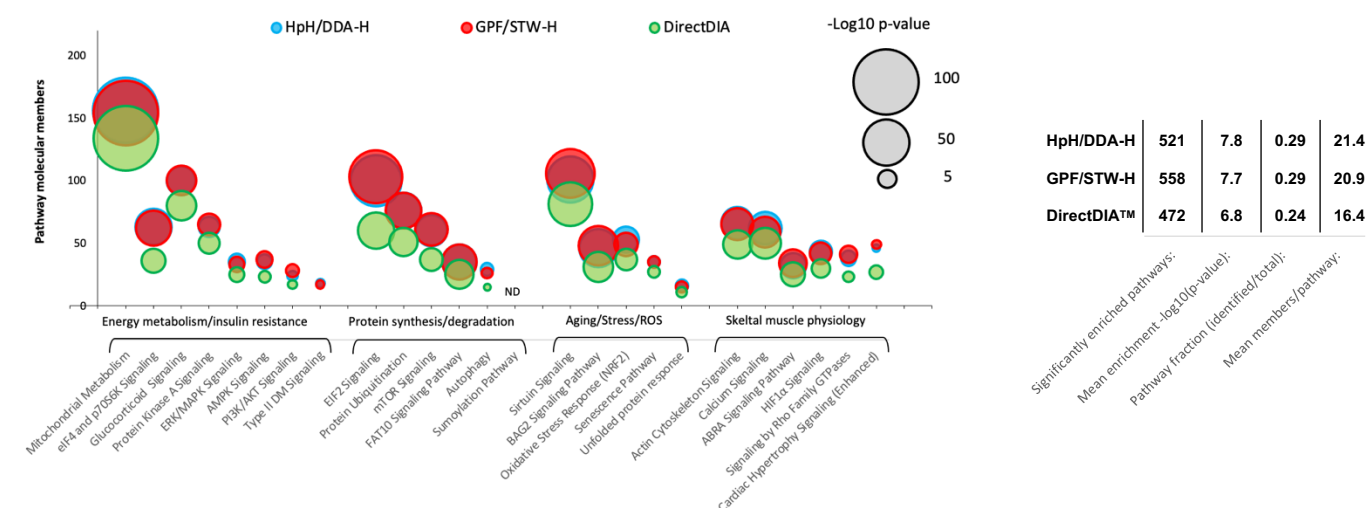 HpH/DDA-H GPF/STW-H DirectDIA
-Log10 p-value
100
50
5
Pathway molecular members
200
150
100
50
0
ND
Energy metabolism/insulin resistance
Protein synthesis/degradation
Aging/Stress/ROS
Skeltal muscle physiology
Mitochondrial Metabolism
eIF4 and p70S6K Signaling
Glucocorticoid Signaling
Protein Kinase A Signaling
ERK/MAPK Signaling
AMPK Signaling
PI3K/AKT Signaling
Type II DM Signaling
EIF2 Signaling
Protein Ubiquitination
mTOR Signaling
FAT10 Signaling Pathway
Autophagy
Sumoylation Pathway
Sirtuin Signaling
BAG2 Signaling Pathway
Oxidative Stress Response (NRF2)
Senescence Pathway
Unfolded protein response
Actin Cytoskeleton Signaling
Calcium Signaling
ABRA Signaling Pathway
HIF1α Signaling
Signaling by Rho Family GTPases
Cardiac Hypertrophy Signaling (Enhanced)
HpH/DDA-H 521 7.8 0.29 21.4
GPF/STW-H 558 7.7 0.29 20.9
DirectDIA™ 472 6.8 0.24 16.4
Significantly enriched pathways:
Mean enrichment -log10(p-value):
Pathway fraction (identified/total):
Mean members/pathway: